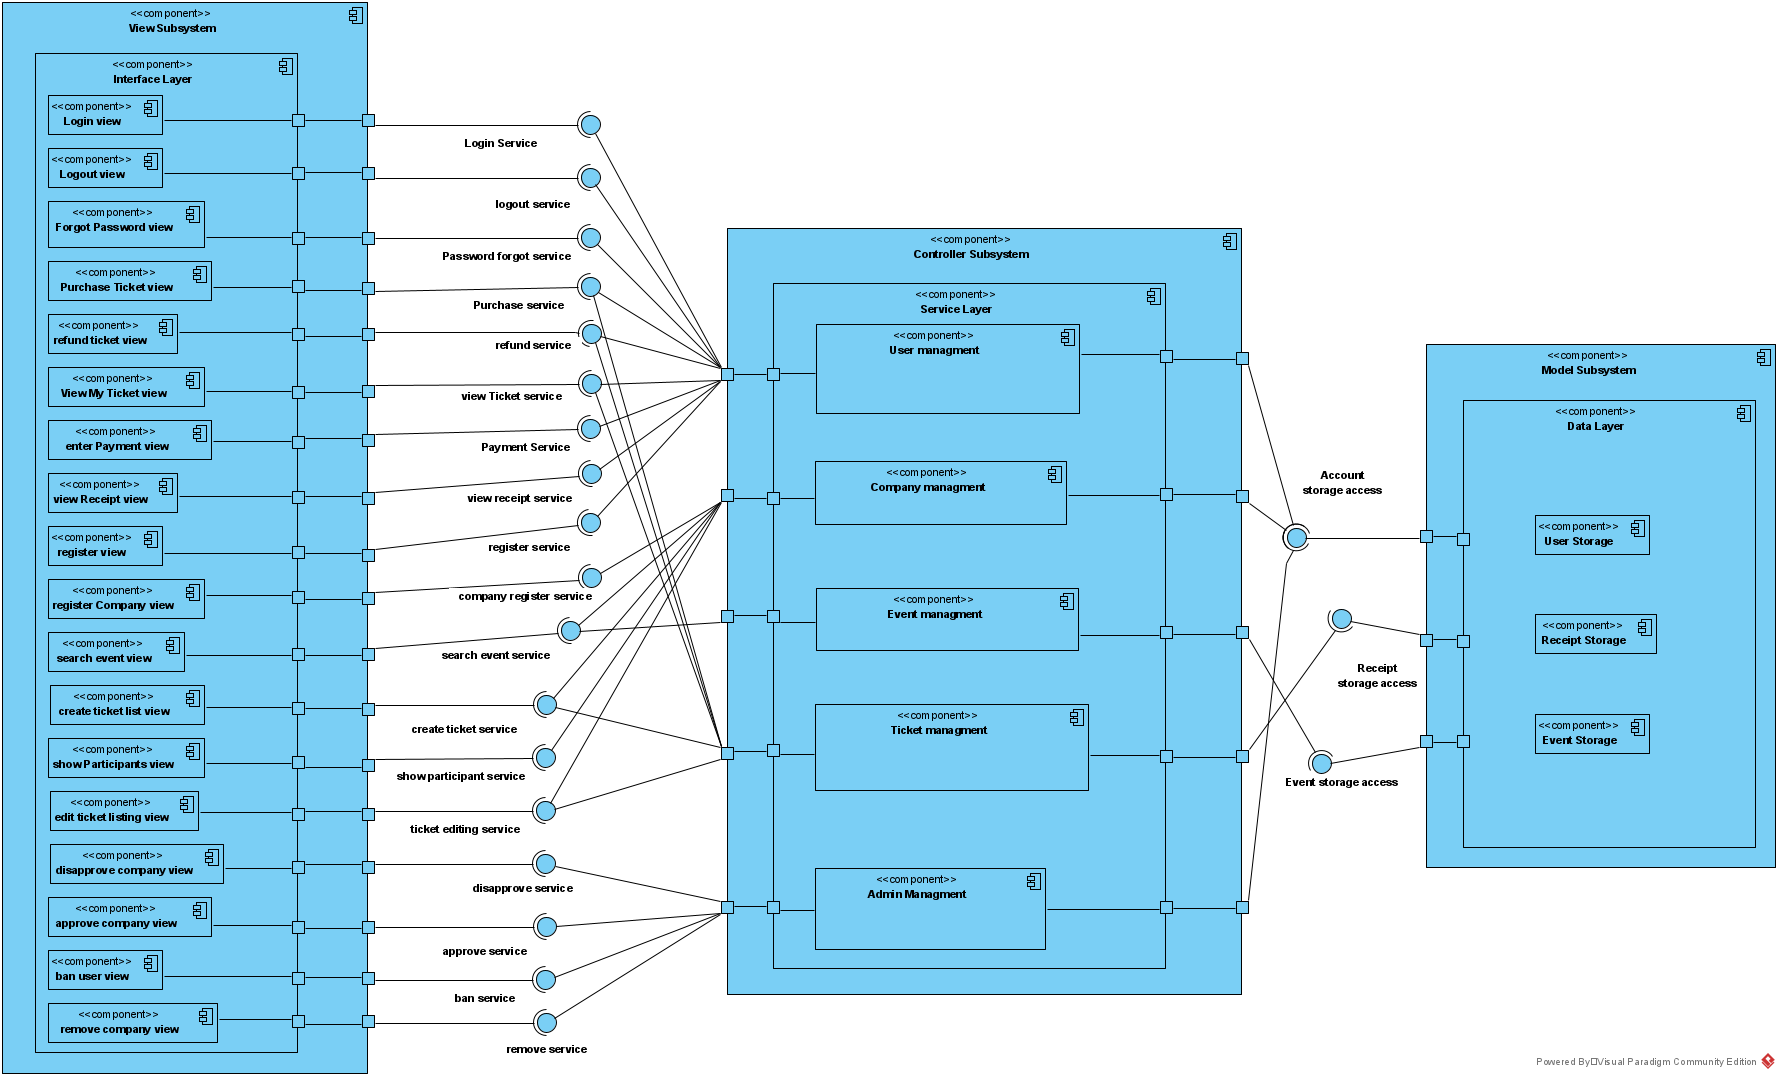 <<component>>
View Subsystem
<<component>>
Interface Layer
<<component>>
Login view
<<component>>
Logout view
<<component>>
Forgot Password view
<<component>>
Purchase Ticket view
<<component>>
refund ticket view
<<component>>
View My Ticket view
<<component>>
enter Payment view
<<component>>
view Receipt view
<<component>>
register view
<<component>>
register Company view
<<component>>
search event view
<<component>>
create ticket list view
<<component>>
show Participants view
<<component>>
edit ticket listing view
<<component>>
disapprove company view
<<component>>
approve company view
<<component>>
ban user view
<<component>>
remove company view
Login Service
logout service
Password forgot service
Purchase service
refund service
view Ticket service
Payment Service
view receipt service
register service
company register service
search event service
create ticket service
show participant service
ticket editing service
disapprove service
approve service
ban service
remove service
<<component>>
Controller Subsystem
<<component>>
Service Layer
<<component>>
User managment
<<component>>
Company managment
<<component>>
Event managment
<<component>>
Ticket managment
<<component>>
Admin Managment
Account
storage access
Receipt
storage access
Event storage access
<<component>>
Model Subsystem
<<component>>
Data Layer
<<component>>
User Storage
<<component>>
Receipt Storage
<<component>>
Event Storage
Powered By Visual Paradigm Community Edition